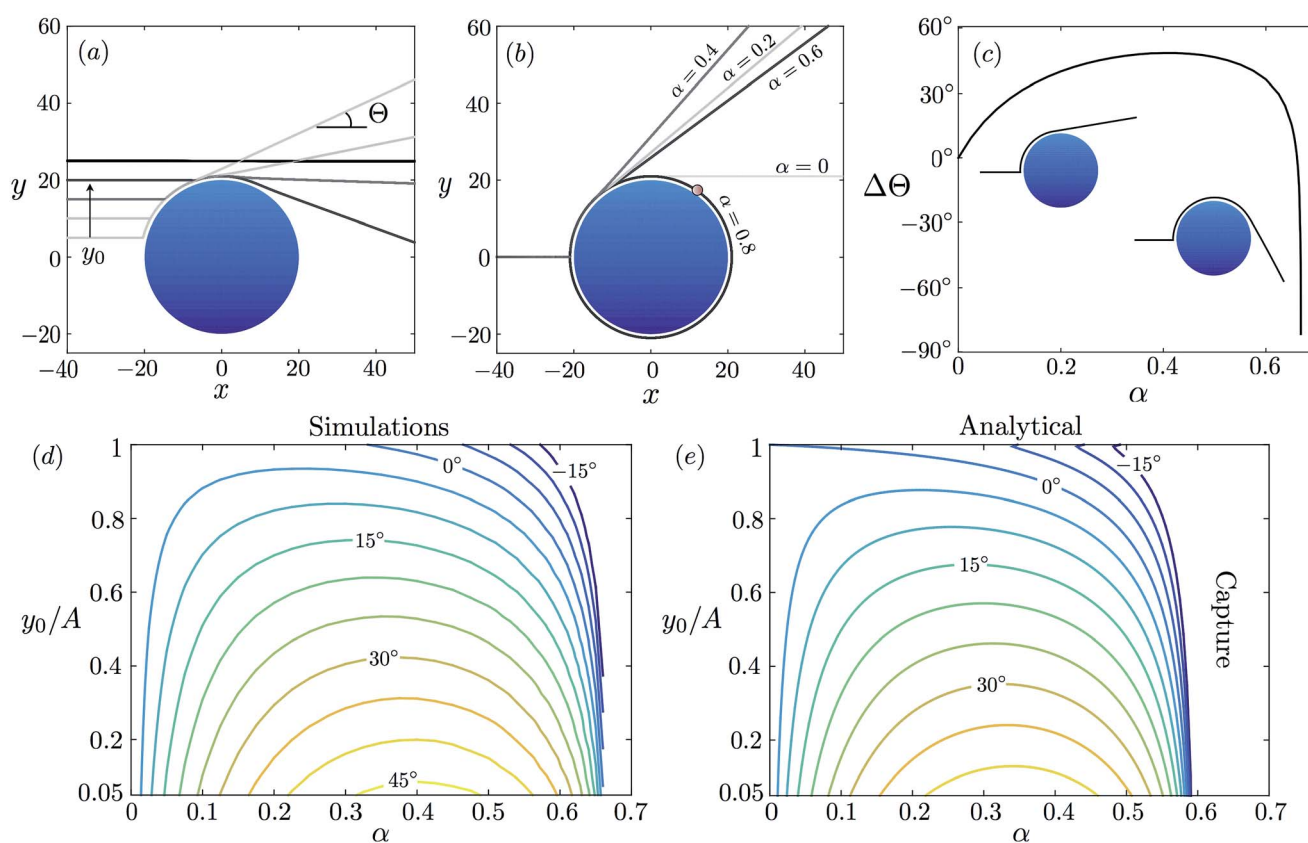 (a)
60
40
20
0
−20
y
Θ
y₀
−40
−20
0
20
40
x
(b)
60
40
20
0
−20
y
α = 0.4
α = 0.2
α = 0.6
α = 0
α = 0.8
−40
−20
0
20
40
x
(c)
60°
30°
0°
−30°
−60°
−90°
ΔΘ
0
0.2
0.4
0.6
α
Simulations
(d)
1
0.8
0.6
0.4
0.2
0.05
y₀/A
0°
−15°
15°
30°
45°
0
0.1
0.2
0.3
0.4
0.5
0.6
0.7
α
Analytical
(e)
1
0.8
0.6
0.4
0.2
0.05
y₀/A
−15°
0°
15°
30°
Capture
0
0.1
0.2
0.3
0.4
0.5
0.6
0.7
α